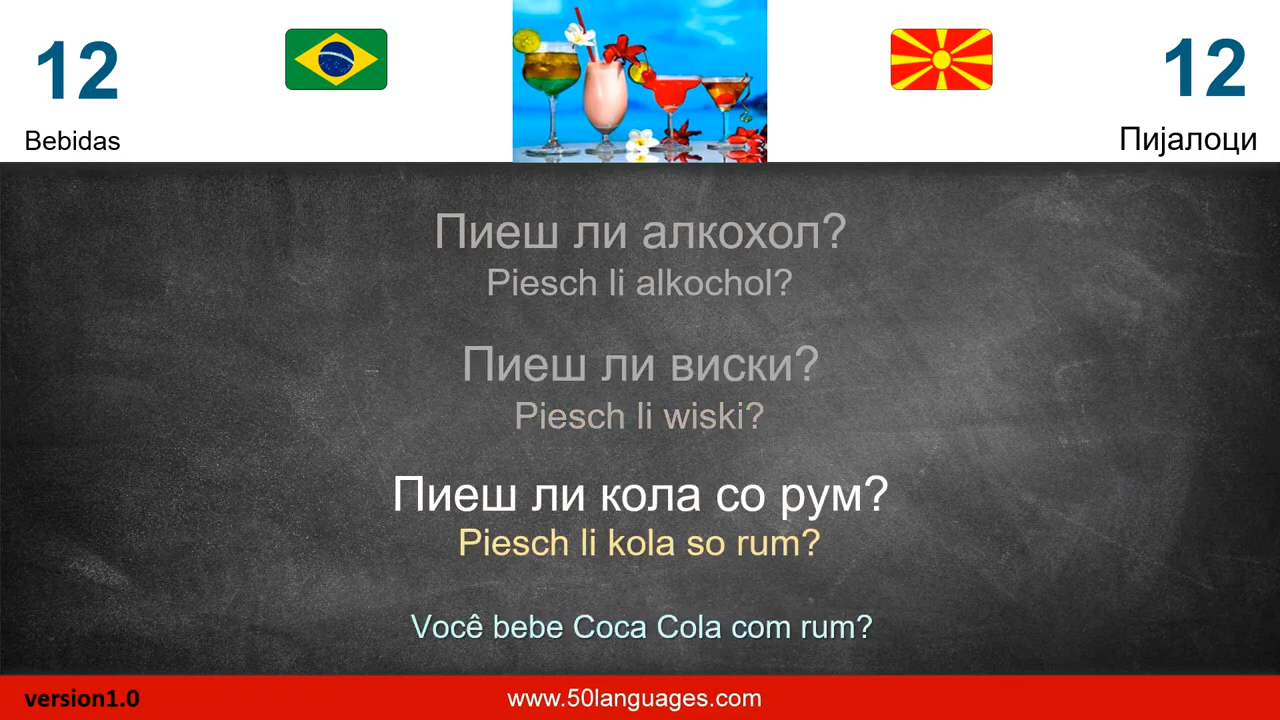 12
12
Bebidas
Пијалоци
Пиеш ли алкохол?
Piesch li alkochol?
Пиеш ли виски?
Piesch li wiski?
Пиеш ли кола со рум?
Piesch li kola so rum?
Você bebe Coca Cola com rum?
version1.0
www.50languages.com